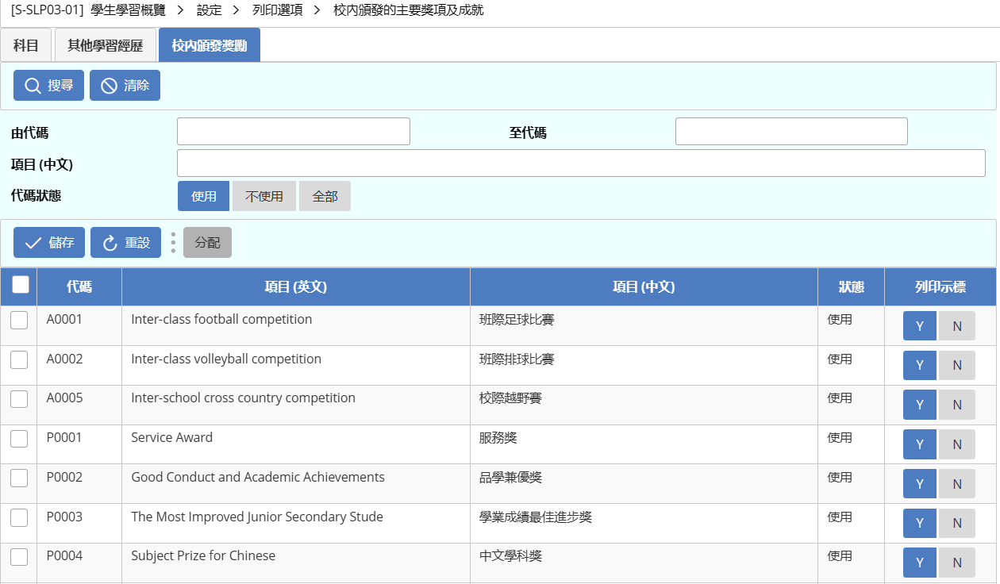 [S-SLP03-01] 學生學習概覽 > 設定 > 列印選項 > 校內頒發的主要獎項及成就
科目 其他學習經歷 校內頒發獎勵
搜尋 清除
由代碼 至代碼
項目 (中文)
代碼狀態 使用 不使用 全部
儲存 重設 分配
代碼 項目 (英文) 項目 (中文) 狀態 列印示標
A0001 Inter-class football competition 班際足球比賽 使用 Y N
A0002 Inter-class volleyball competition 班際排球比賽 使用 Y N
A0005 Inter-school cross country competition 校際越野賽 使用 Y N
P0001 Service Award 服務獎 使用 Y N
P0002 Good Conduct and Academic Achievements 品學兼優獎 使用 Y N
P0003 The Most Improved Junior Secondary Stude 學業成績最佳進步獎 使用 Y N
P0004 Subject Prize for Chinese 中文學科獎 使用 Y N